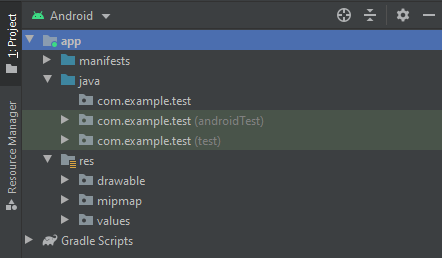 Android
1: Project
app
manifests
java
com.example.test
com.example.test (androidTest)
com.example.test (test)
res
drawable
mipmap
values
Gradle Scripts
Resource Manager